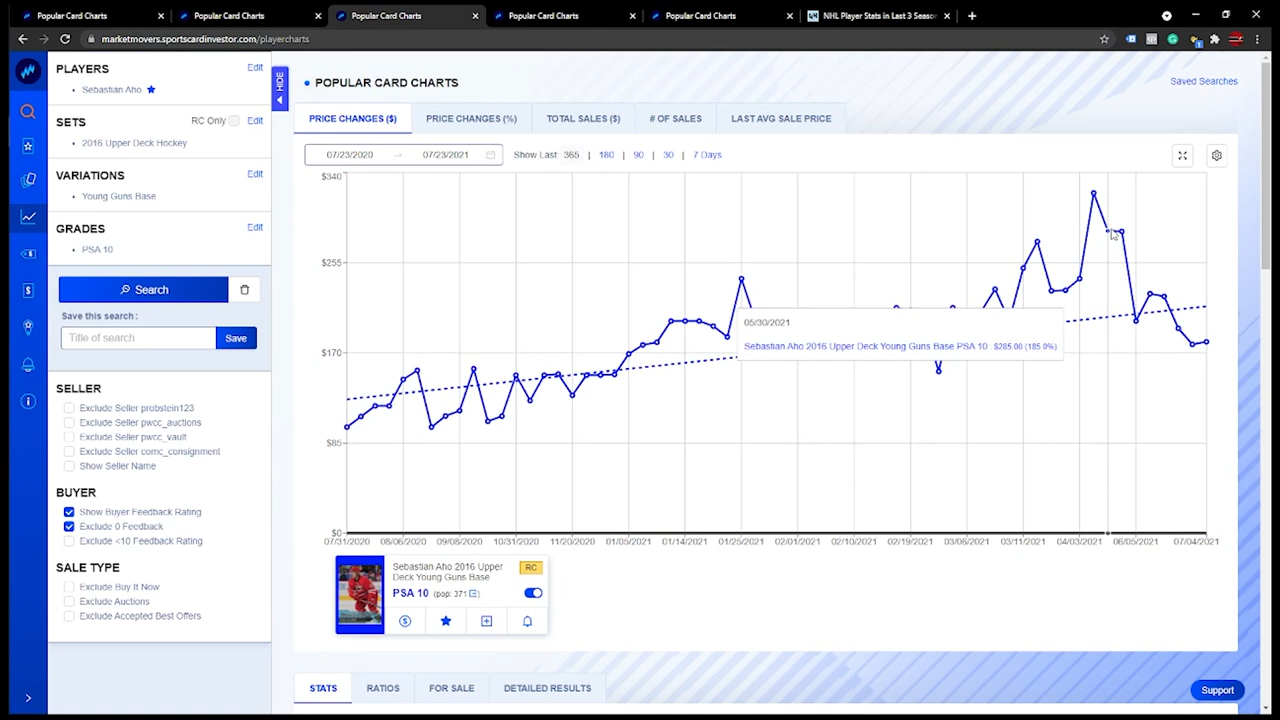 Popular Card Charts
Popular Card Charts
Popular Card Charts
Popular Card Charts
Popular Card Charts
NHL Player Stats in Last 3 Seaso
marketmovers.sportscardinvestor.com/playercharts
PLAYERS
Edit
Sebastian Aho
SETS
RC Only
Edit
2016 Upper Deck Hockey
VARIATIONS
Edit
Young Guns Base
GRADES
Edit
PSA 10
Search
Save this search :
Title of search
Save
SELLER
Exclude Seller probstein123
Exclude Seller pwcc_auctions
Exclude Seller pwcc_vault
Exclude Seller comc_consignment
Show Seller Name
BUYER
Show Buyer Feedback Rating
Exclude 0 Feedback
Exclude <10 Feedback Rating
SALE TYPE
Exclude Buy If Now
Exclude Auctions
Exclude Accepted Best Offers
HIDE
POPULAR CARD CHARTS
Saved Searches
PRICE CHANGES ($)
PRICE CHANGES (%)
TOTAL SALES ($)
# OF SALES
LAST AVG SALE PRICE
07/23/2020 → 07/23/2021
Show Last: 365 | 180 | 90 | 30 | 7 Days
$340
$255
$170
$85
$0
05/30/2021
Sebastian Aho 2016 Upper Deck Young Guns Base PSA 10 $285.00 (185.0%)
07/31/2020 08/06/2020 09/08/2020 10/31/2020 11/20/2020 01/05/2021 01/14/2021 01/25/2021 02/01/2021 02/10/2021 02/19/2021 03/06/2021 03/11/2021 04/03/2021 06/05/2021 07/04/2021
Sebastian Aho 2016 Upper
Deck Young Guns Base
RC
PSA 10 (pop: 371)
STATS
RATIOS
FOR SALE
DETAILED RESULTS
Support